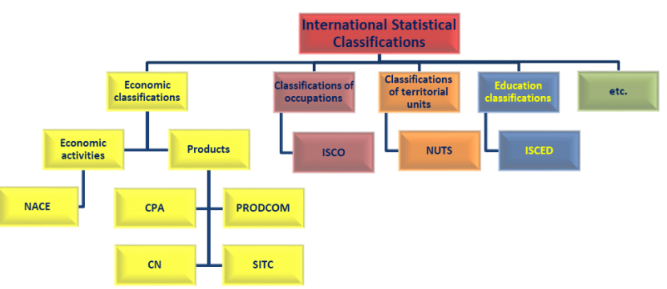 International Statistical
Classifications
Economic
classifications
Classifications of
occupations
Classifications
of territorial
units
Education
classifications
etc.
Economic
activities
Products
ISCO
NUTS
ISCED
NACE
CPA
PRODCOM
CN
SITC